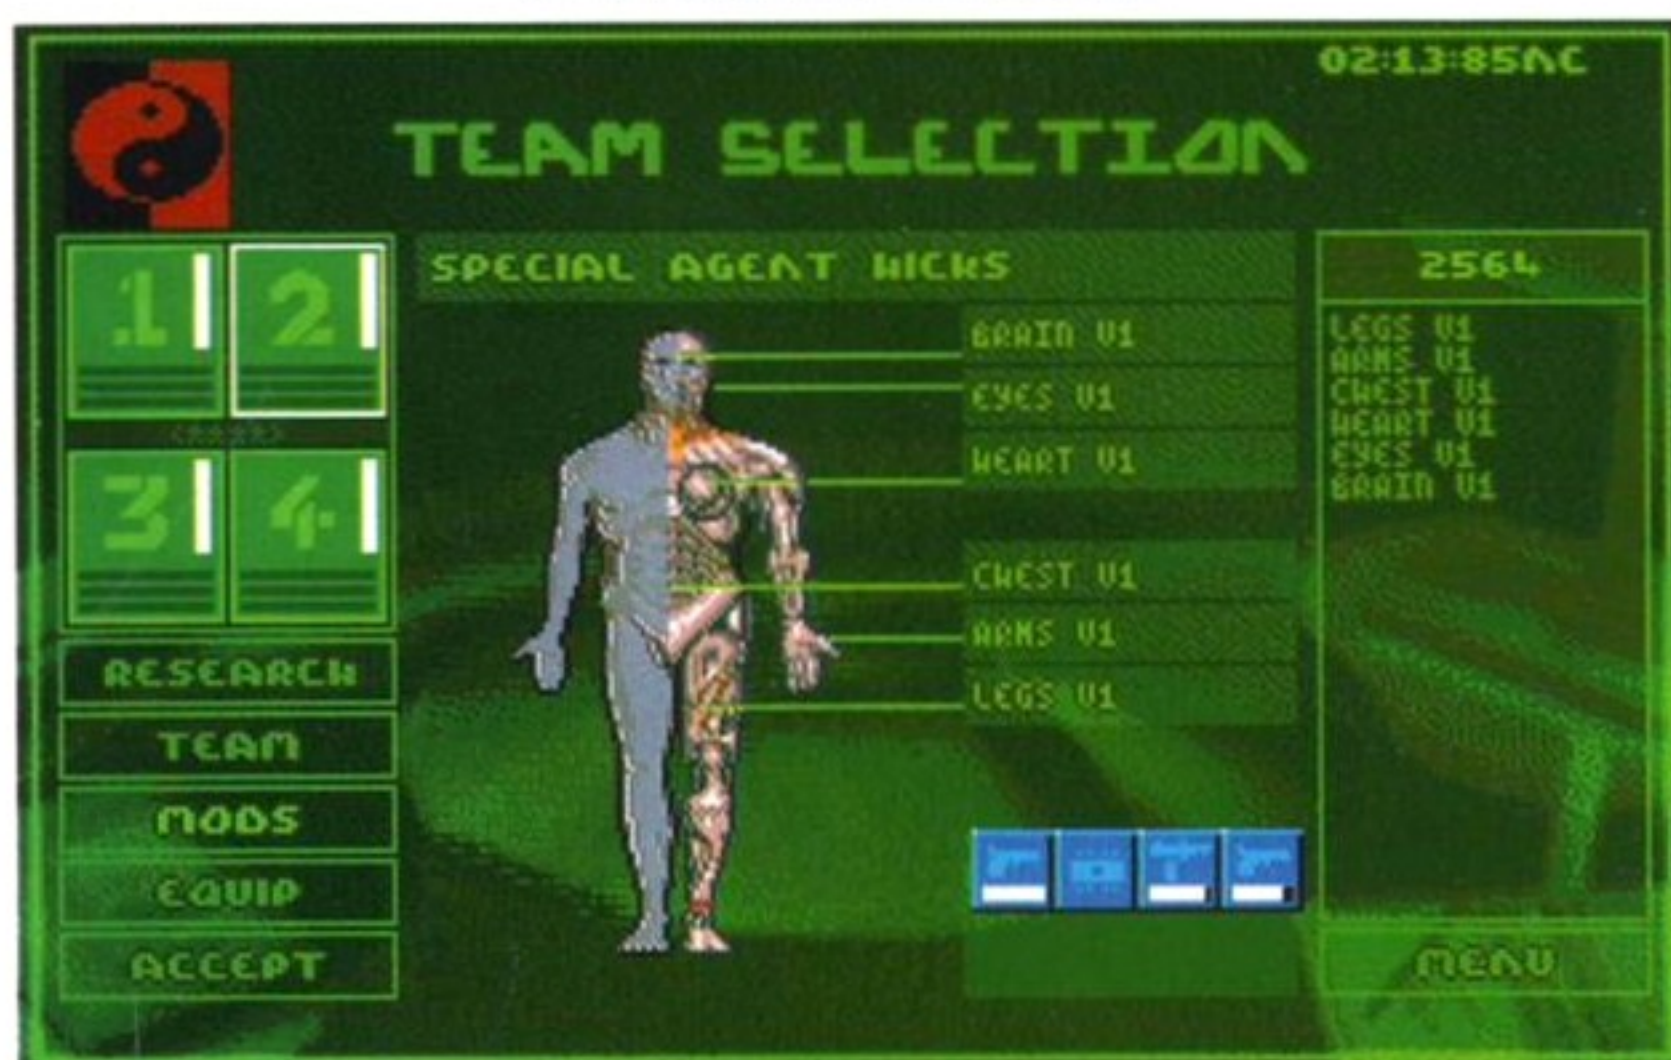 02:13:85NC
TEAM SELECTION
1
2
3
4
RESEARCH
TEAM
MODS
EQUIP
ACCEPT
SPECIAL AGENT HICKS
BRAIN V1
EYES V1
HEART V1
CHEST V1
ARMS V1
LEGS V1
2564
LEGS V1
ARMS V1
CHEST V1
HEART V1
EYES V1
BRAIN V1
MENU